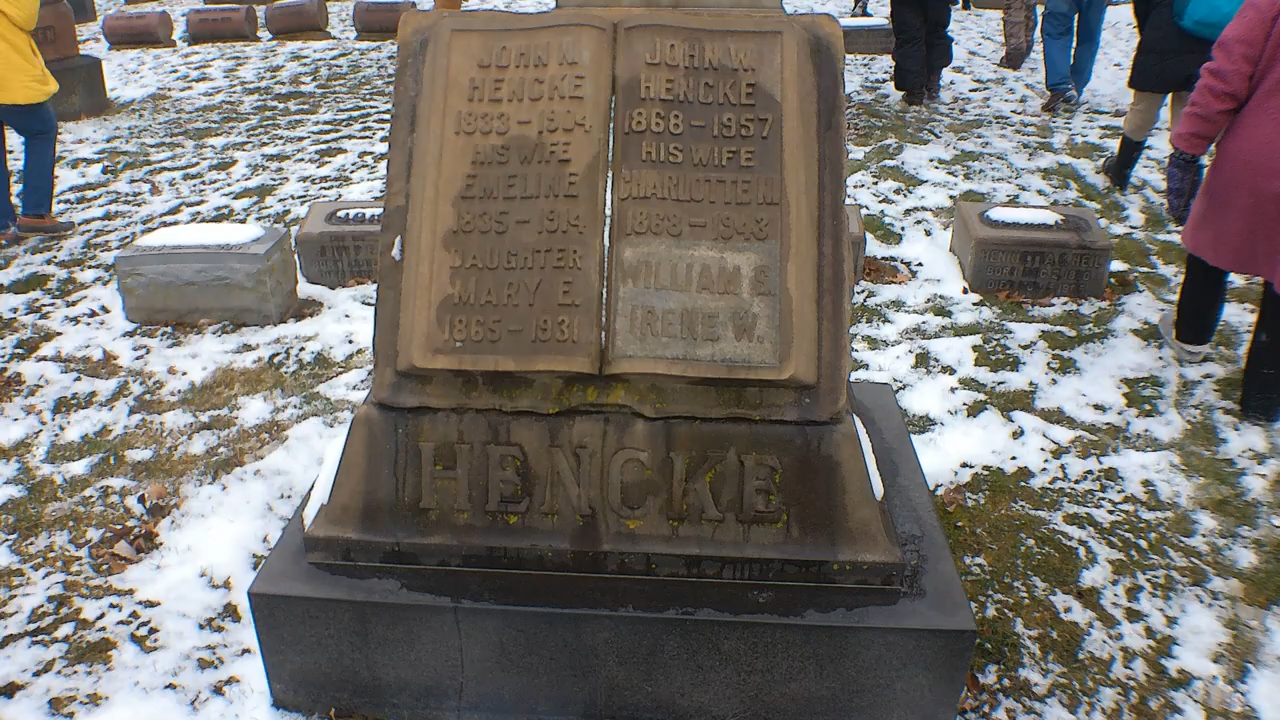 JOHN N.
HENCKE
1833-1904
HIS WIFE
EMELINE
1835-1914
DAUGHTER
MARY E.
1865-1931
JOHN W.
HENCKE
1868-1957
HIS WIFE
CHARLOTTE H.
1868-1943
WILLIAM S.
IRENE W.
HENCKE